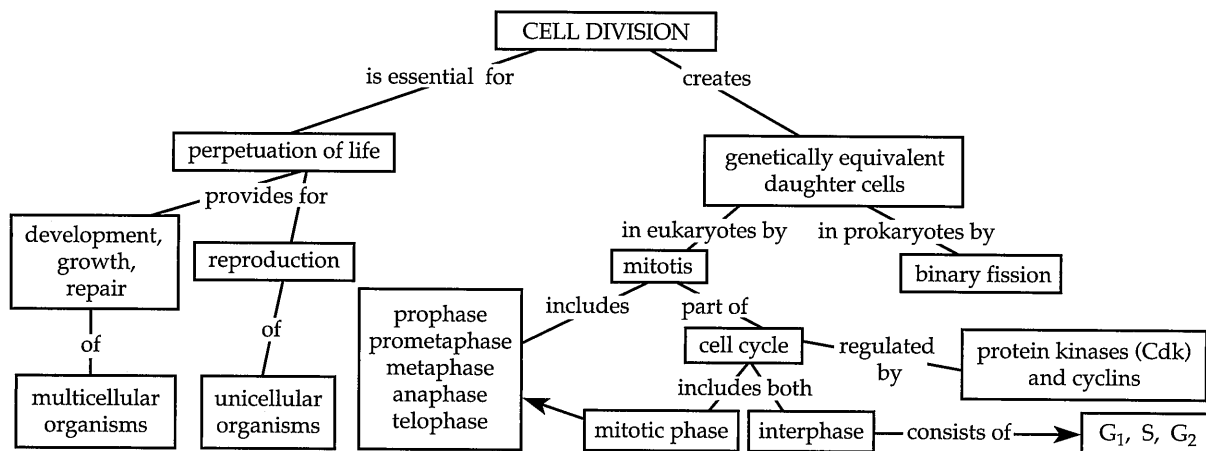 CELL DIVISION
is essential for
creates
perpetuation of life
genetically equivalent
daughter cells
provides for
development,
growth,
repair
reproduction
in eukaryotes by
in prokaryotes by
mitotis
binary fission
of
of
multicellular
organisms
unicellular
organisms
includes
part of
prophase
prometaphase
metaphase
anaphase
telophase
cell cycle
regulated
by
protein kinases (Cdk)
and cyclins
includes both
mitotic phase
interphase
consists of
G₁, S, G₂